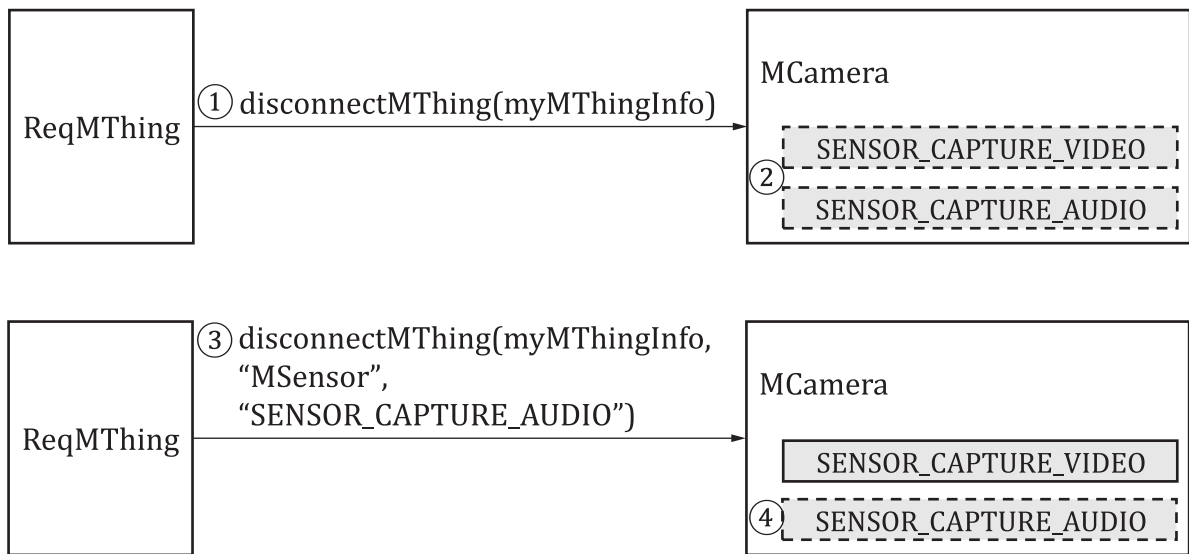 ReqMThing
① disconnectMThing(myMThingInfo)
MCamera
SENSOR_CAPTURE_VIDEO
②
SENSOR_CAPTURE_AUDIO
ReqMThing
③ disconnectMThing(myMThingInfo,
“MSensor”,
“SENSOR_CAPTURE_AUDIO”)
MCamera
SENSOR_CAPTURE_VIDEO
④ SENSOR_CAPTURE_AUDIO